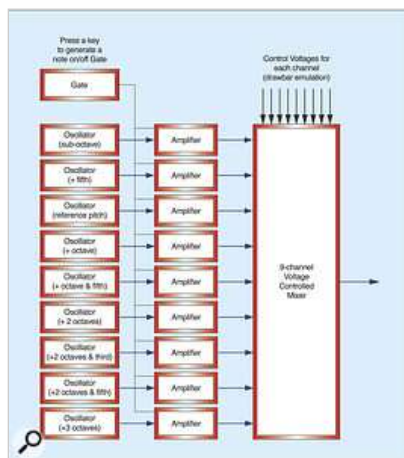 Press a key
to generate a
note on/off Gate
Control Voltages for
each channel
(drawbar emulation)
Gate
Oscillator
(sub-octave)
Amplifier
Oscillator
(+ fifth)
Amplifier
Oscillator
(reference pitch)
Amplifier
Oscillator
(+ octave)
Amplifier
Oscillator
(+ octave & fifth)
Amplifier
Oscillator
(+ 2 octaves)
Amplifier
Oscillator
(+2 octaves & third)
Amplifier
Oscillator
(+2 octaves & fifth)
Amplifier
Oscillator
(+3 octaves)
Amplifier
9-channel
Voltage
Controlled
Mixer